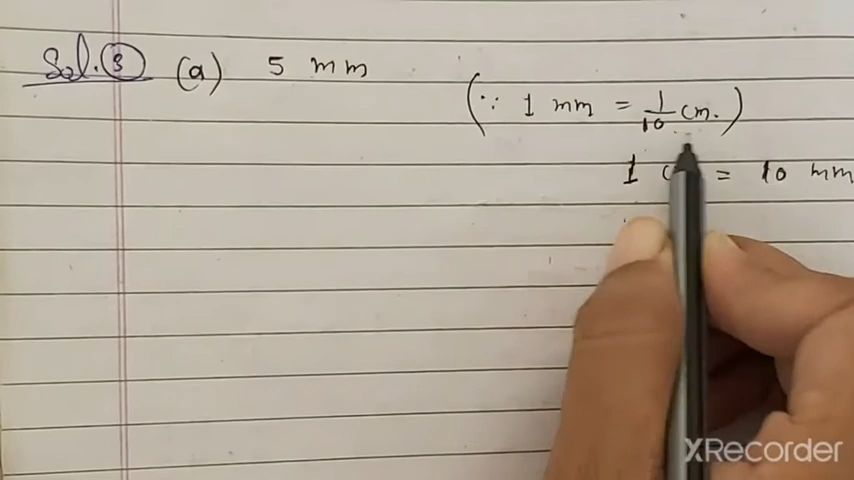 Sol. 3 (a) 5 mm
(∵ 1 mm = 1/10 cm.)
1 c = 10 mm
XRecorder